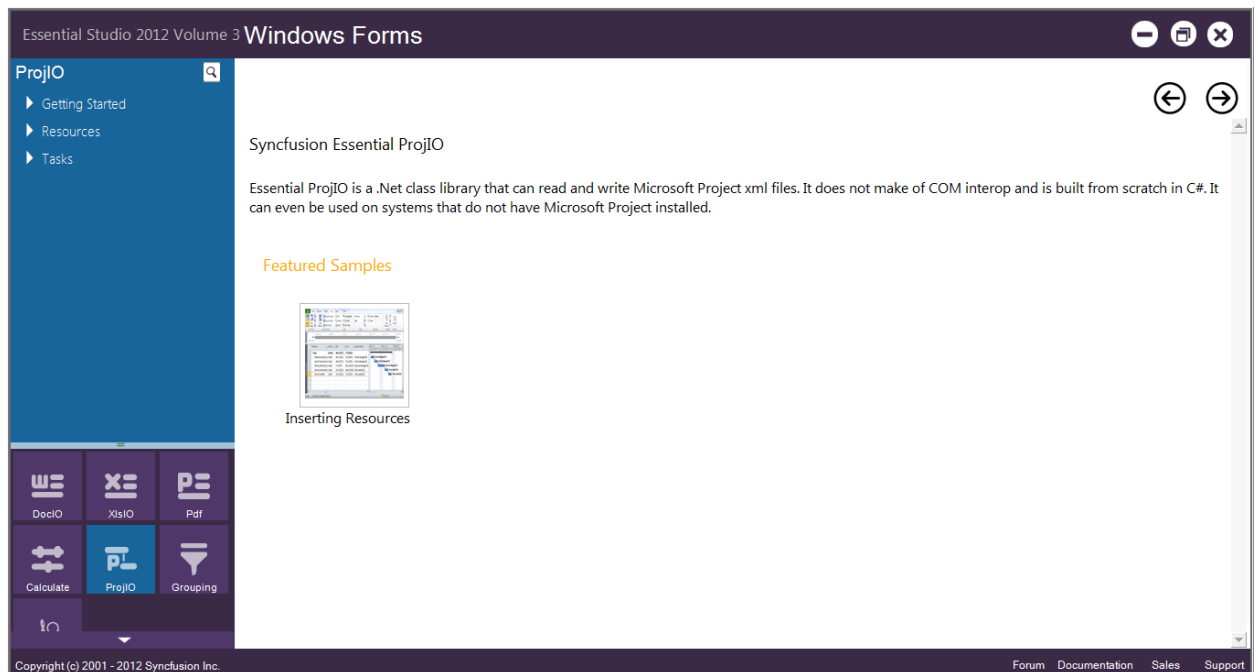 Essential Studio 2012 Volume 3 Windows Forms
ProjIO
Getting Started
Resources
Tasks
Syncfusion Essential ProjIO
Essential ProjIO is a .Net class library that can read and write Microsoft Project xml files. It does not make of COM interop and is built from scratch in C#. It
can even be used on systems that do not have Microsoft Project installed.
Featured Samples
Inserting Resources
DocIO XlsIO Pdf
Calculate ProjIO Grouping
Copyright (c) 2001 - 2012 Syncfusion Inc.
Forum Documentation Sales Support